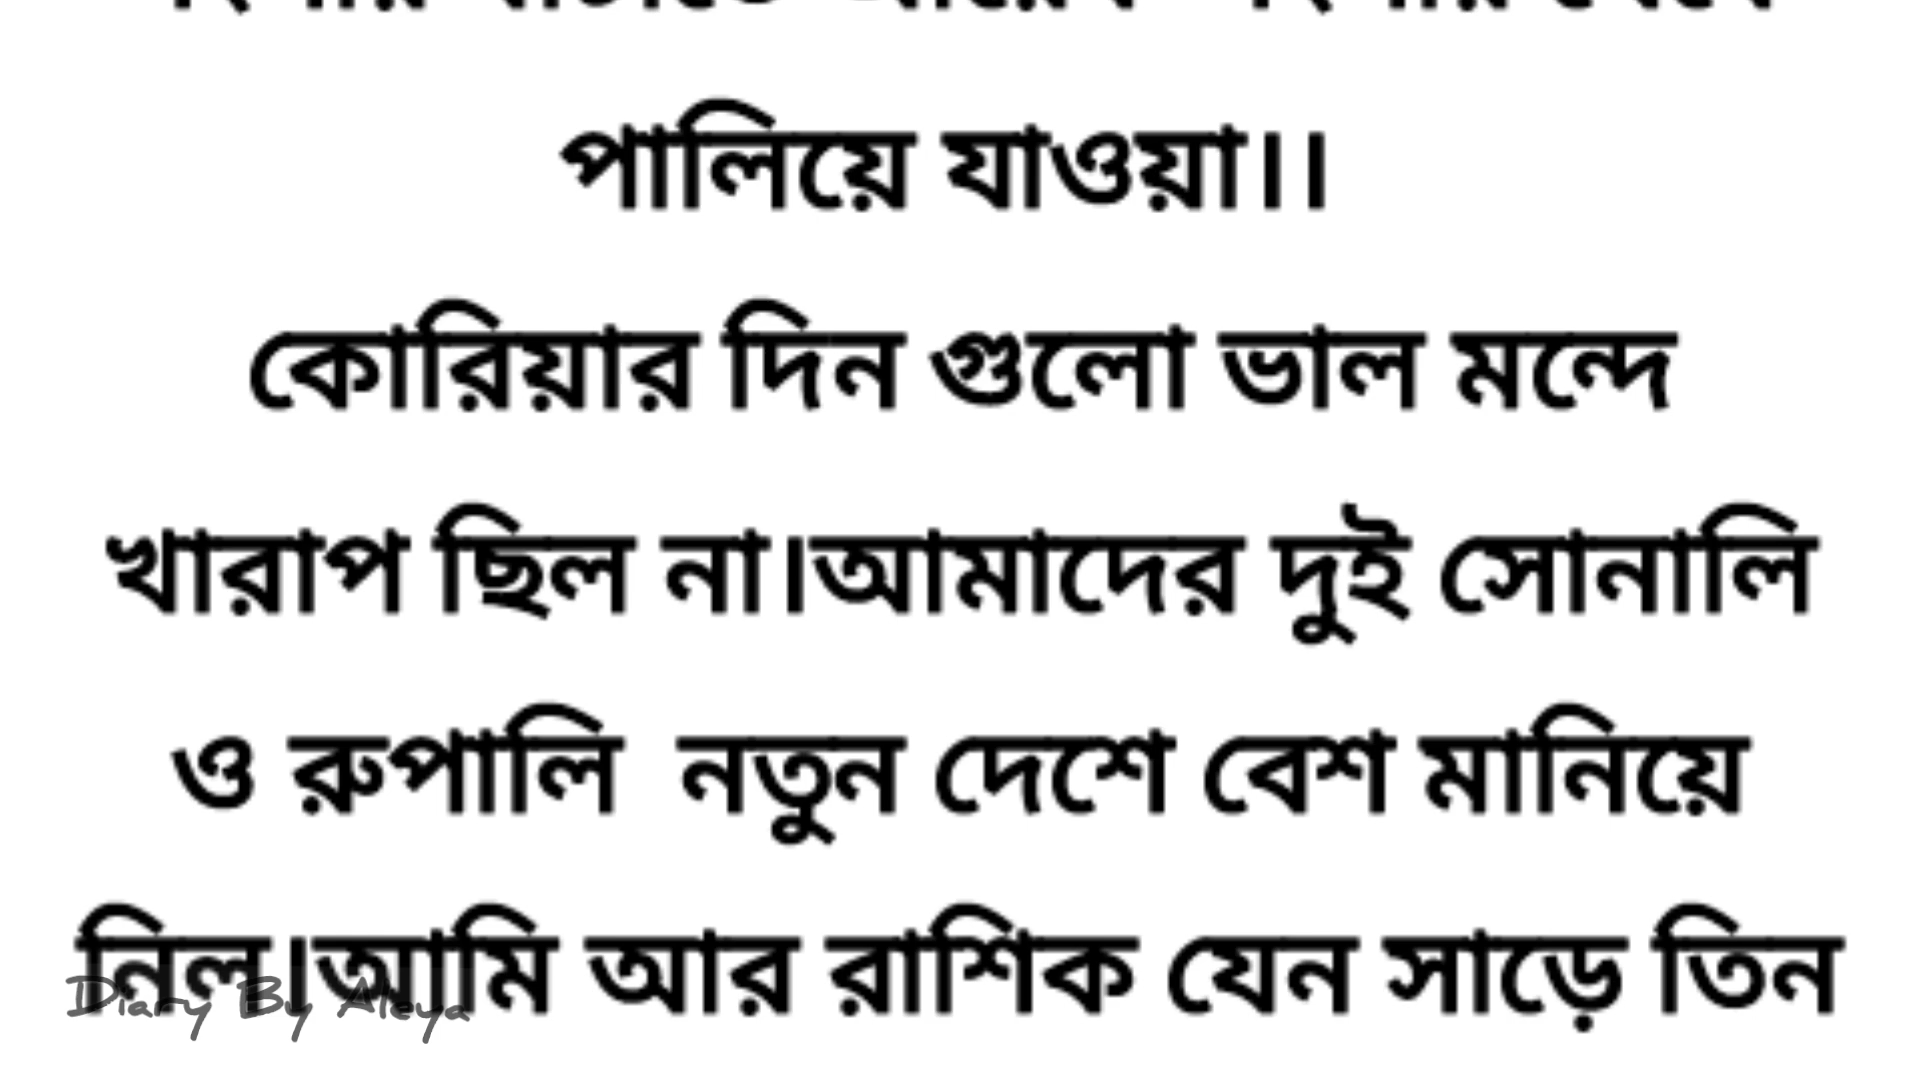 পালিয়ে যাওয়া।।
কোরিয়ার দিন গুলো ভাল মন্দে
খারাপ ছিল না।আমাদের দুই সোনালি
ও রুপালি  নতুন দেশে বেশ মানিয়ে
নিল।আমি আর রাশিক যেন সাড়ে তিন
Diary By Aleya